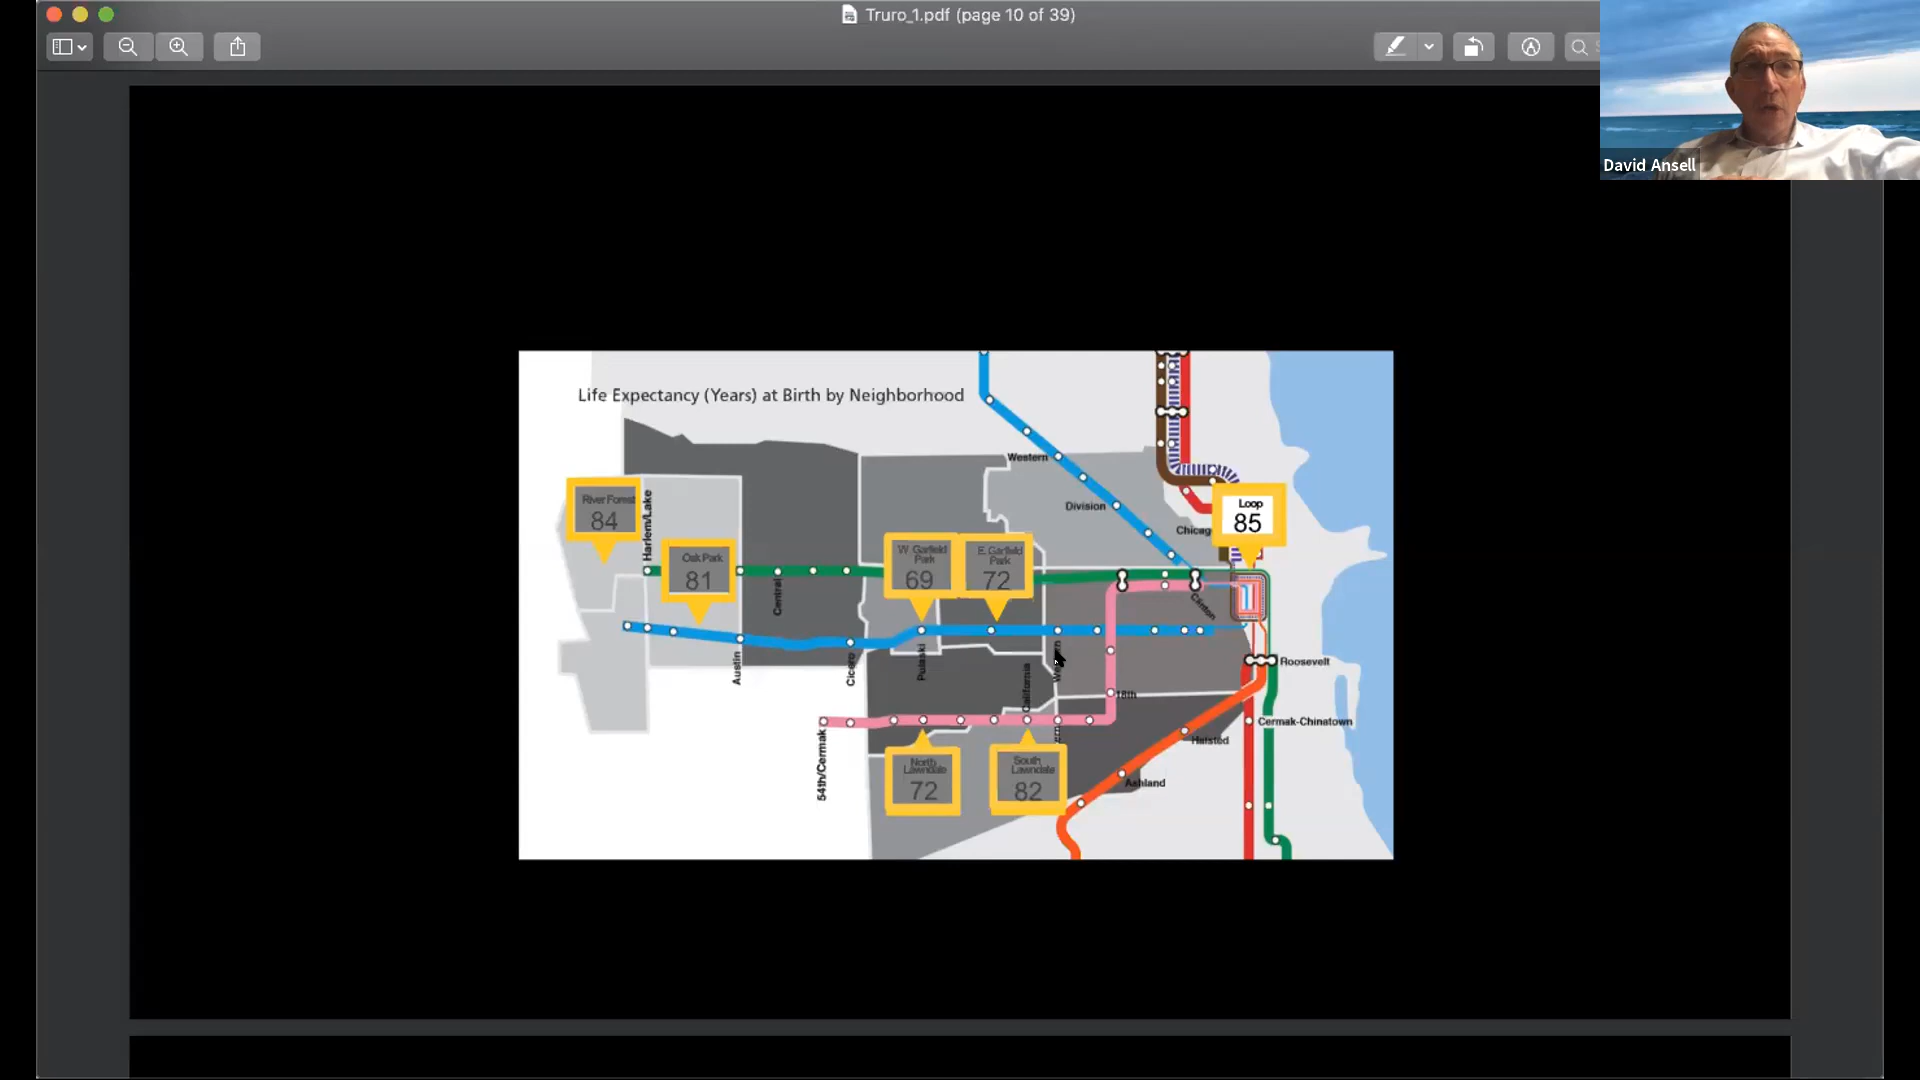 Truro_1.pdf (page 10 of 39)
David Ansell
Life Expectancy (Years) at Birth by Neighborhood
Western
Division
Chicag
Loop
85
River Forest
84
Harlem/Lake
Oak Park
81
Central
W. Garfield
Park
69
E. Garfield
Park
72
Clinton
Austin
Cicero
Pulaski
California
18th
Roosevelt
Cermak-Chinatown
Halsted
Ashland
54th/Cermak
North
Lawndale
72
South
Lawndale
82